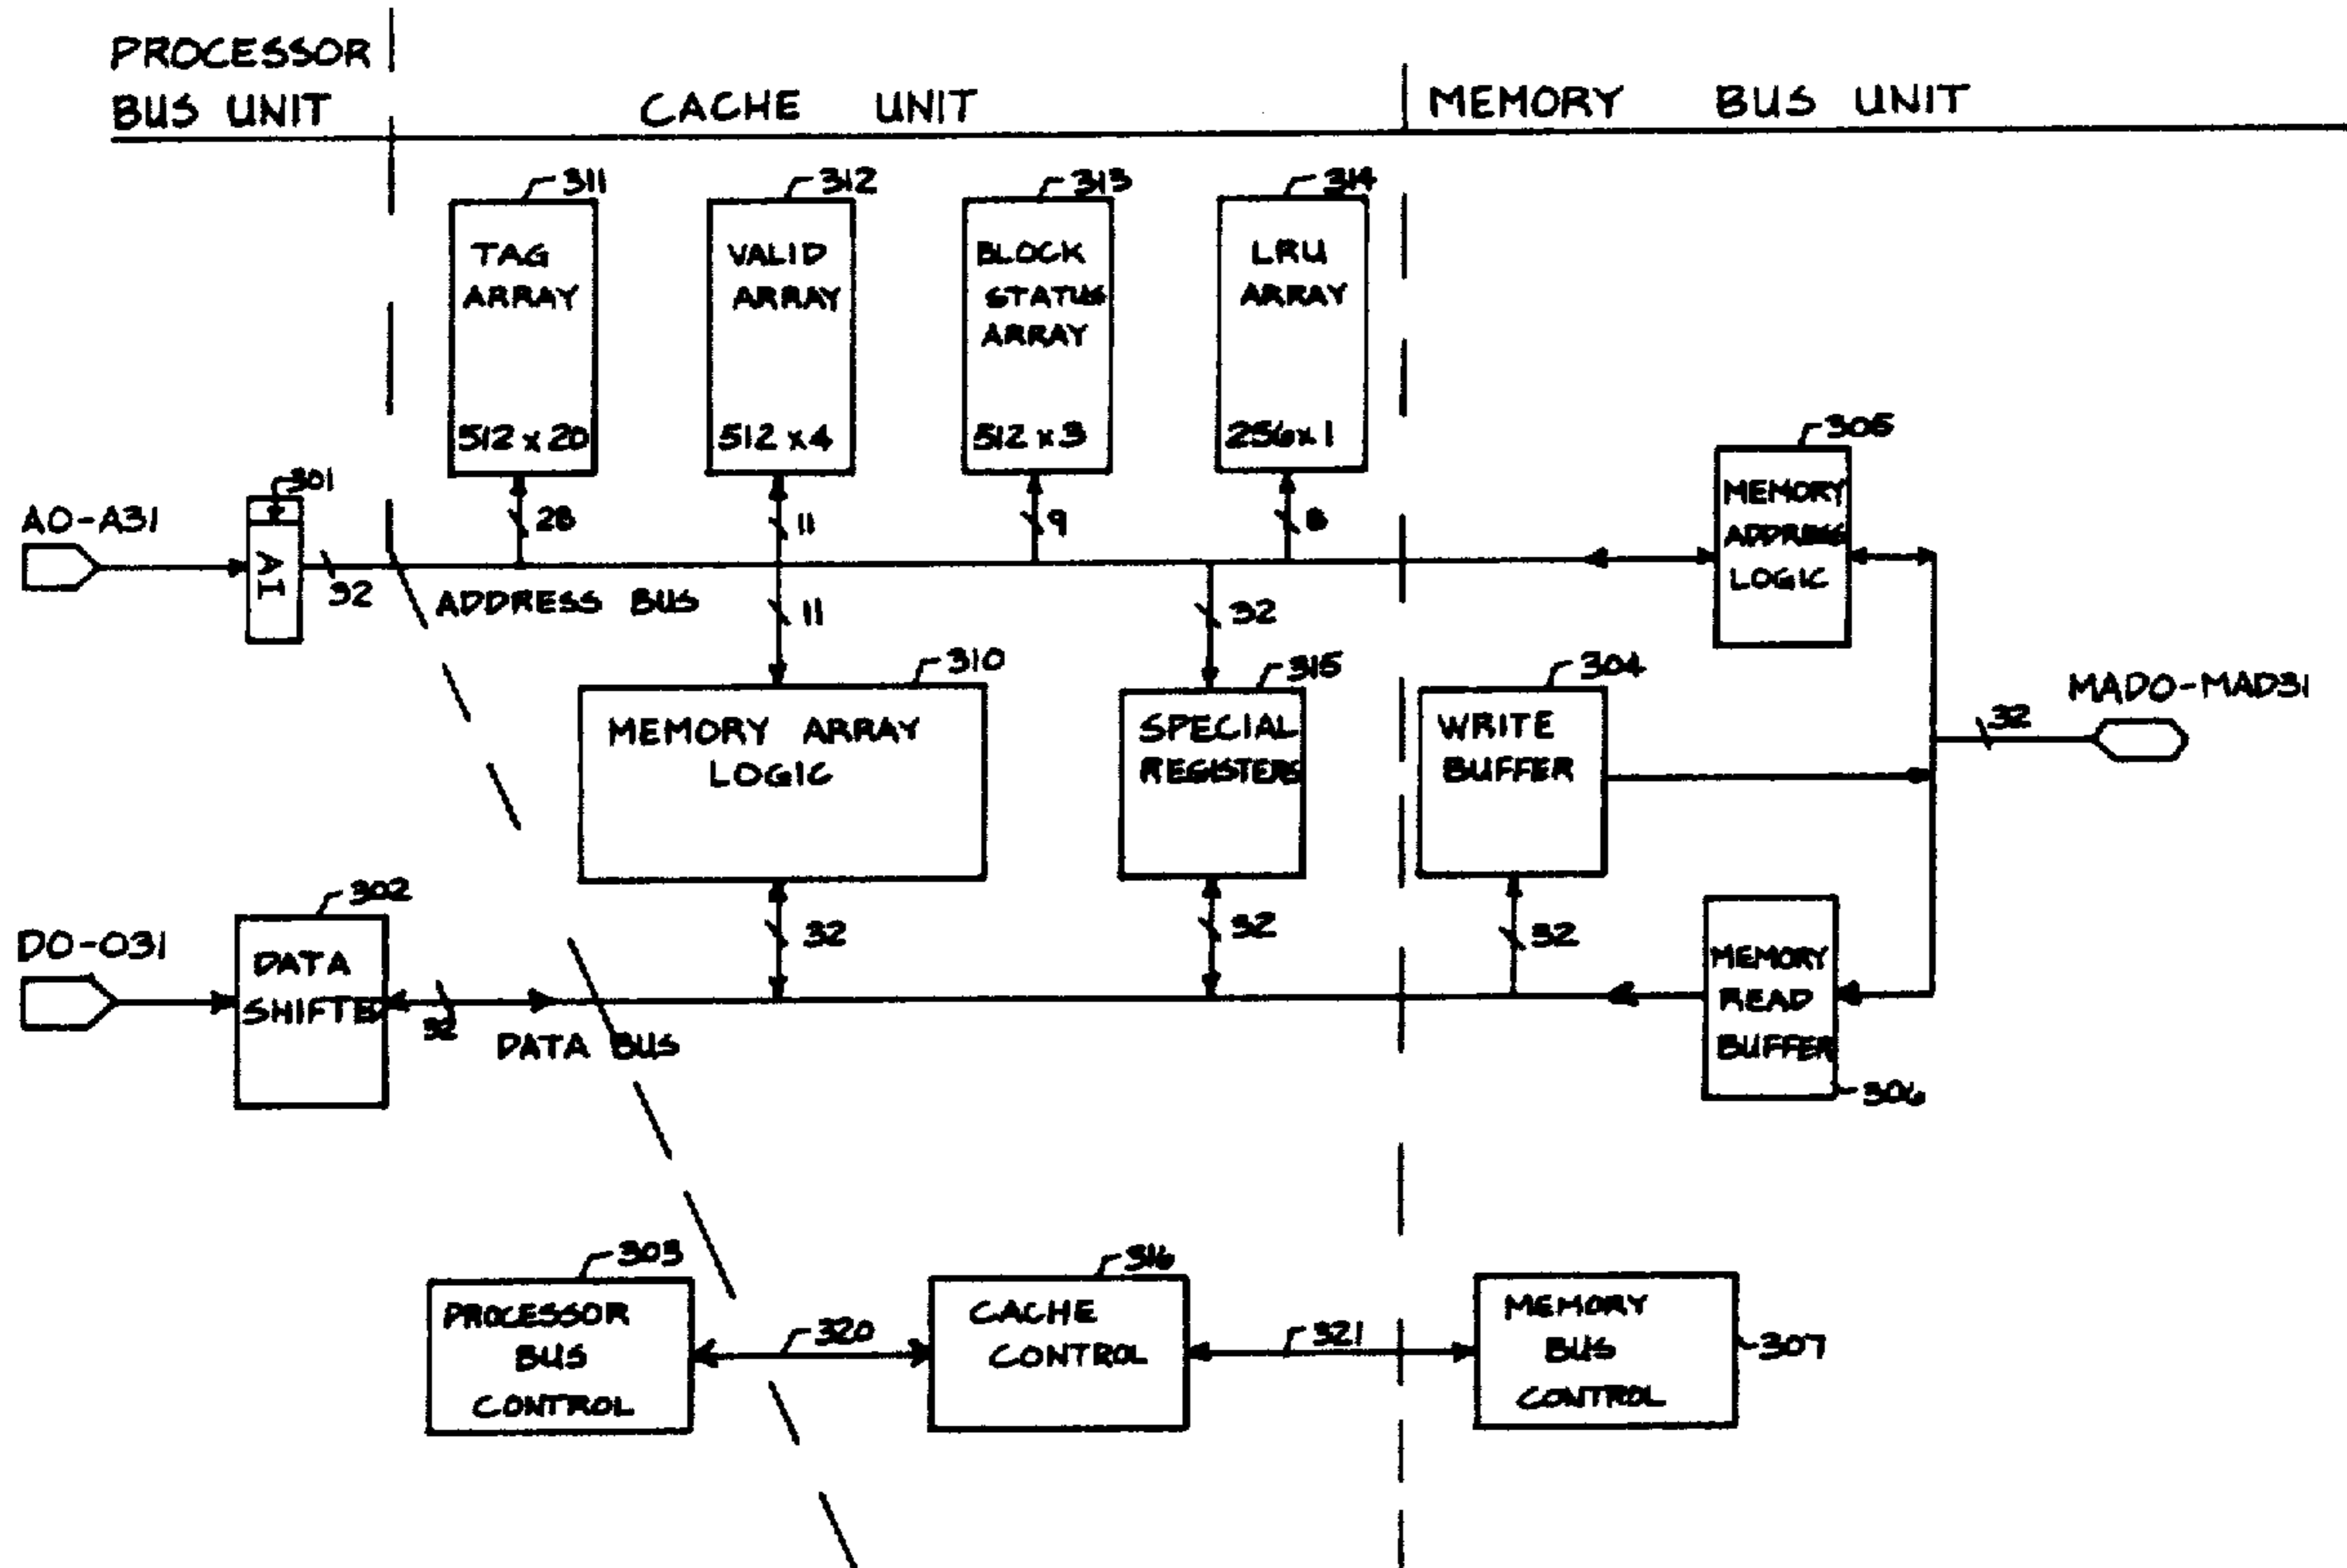 PROCESSOR
BUS UNIT
CACHE UNIT
MEMORY BUS UNIT
311
TAG
ARRAY
512 x 20
312
VALID
ARRAY
512 x 4
313
BLOCK
STATUS
ARRAY
512 x 3
314
LRU
ARRAY
256 x 1
305
MEMORY
ADDRESS
LOGIC
A0-A31
301
AI
32
ADDRESS BUS
28
11
9
8
11
32
310
MEMORY ARRAY
LOGIC
315
SPECIAL
REGISTERS
304
WRITE
BUFFER
MAD0-MAD31
32
D0-O31
302
DATA
SHIFTED
32
DATA BUS
32
32
32
MEMORY
READ
BUFFER
306
303
PROCESSOR
BUS
CONTROL
320
316
CACHE
CONTROL
321
MEMORY
BUS
CONTROL
307